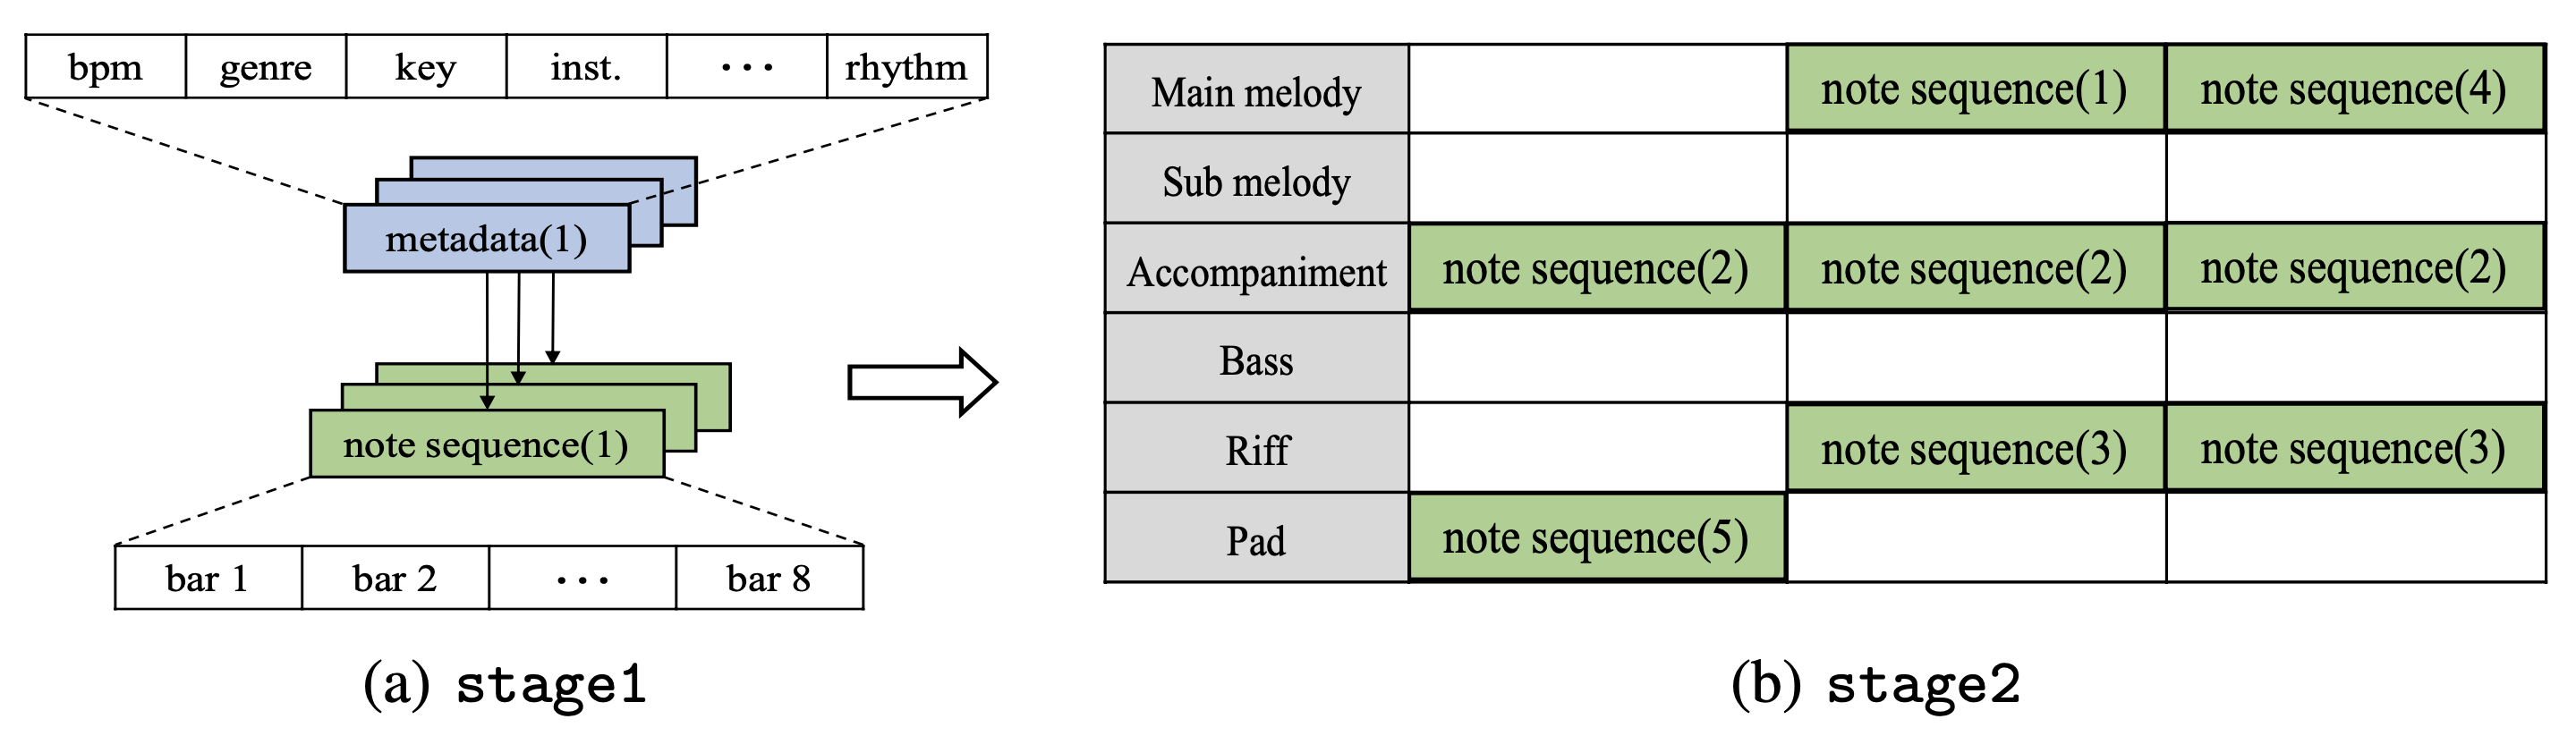 bpm genre key inst. ··· rhythm
metadata(1)
note sequence(1)
bar 1 bar 2 ··· bar 8
(a) stage1
Main melody note sequence(1) note sequence(4)
Sub melody
Accompaniment note sequence(2) note sequence(2) note sequence(2)
Bass
Riff note sequence(3) note sequence(3)
Pad note sequence(5)
(b) stage2